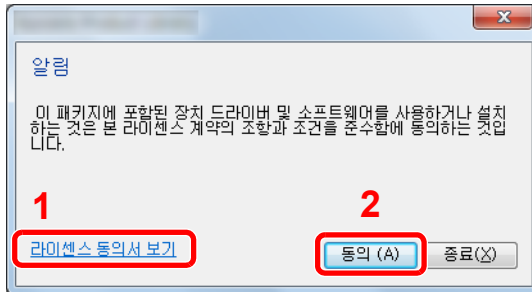 알림
이 패키지에 포함된 장치 드라이버 및 소프트웨어를 사용하거나 설치
하는 것은 본 라이센스 계약의 조항과 조건을 준수함에 동의하는 것입
니다.
1
2
라이센스 동의서 보기
동의 (A)
종료(X)